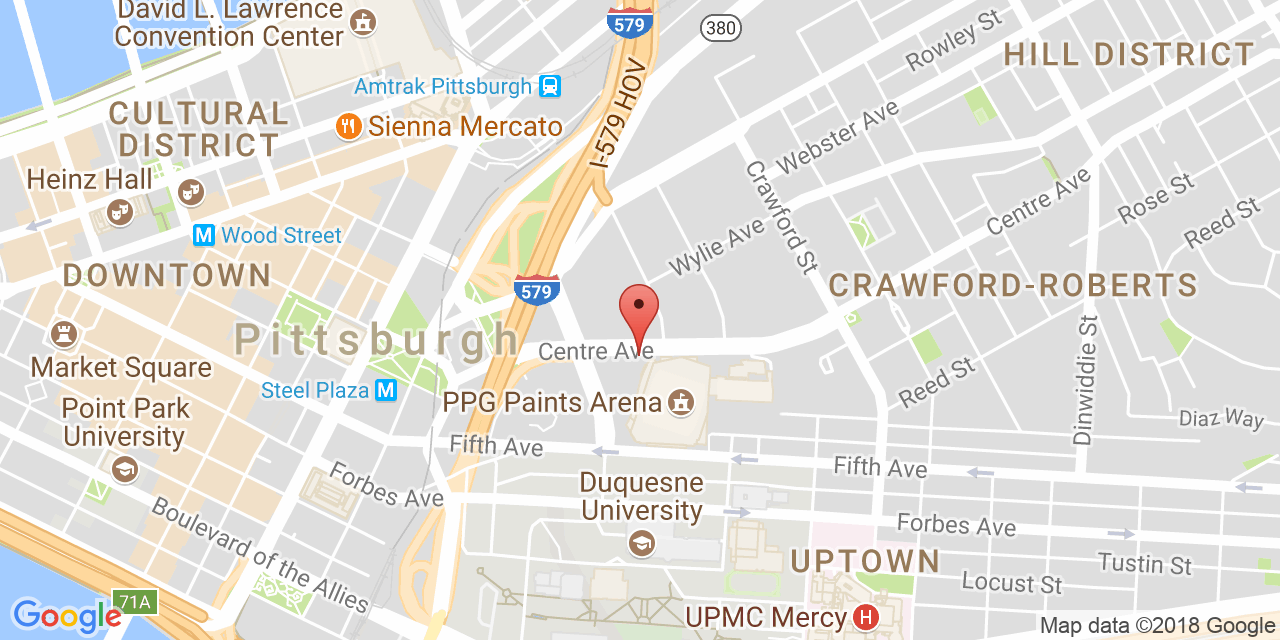 David L. Lawrence
Convention Center
579
380
Rowley St
HILL DISTRICT
Amtrak Pittsburgh
CULTURAL
DISTRICT
Sienna Mercato
I-579 HOV
Webster Ave
Crawford St
Heinz Hall
Centre Ave
Rose St
Reed St
M Wood Street
Wylie Ave
DOWNTOWN
579
CRAWFORD-ROBERTS
Pittsburgh
Centre Ave
Market Square
Steel Plaza M
Reed St
Dinwiddie St
PPG Paints Arena
Point Park
University
Diaz Way
Fifth Ave
Fifth Ave
Forbes Ave
Duquesne
University
Boulevard of the Allies
Forbes Ave
UPTOWN
Tustin St
Locust St
71A
Google
UPMC Mercy H
Map data ©2018 Google